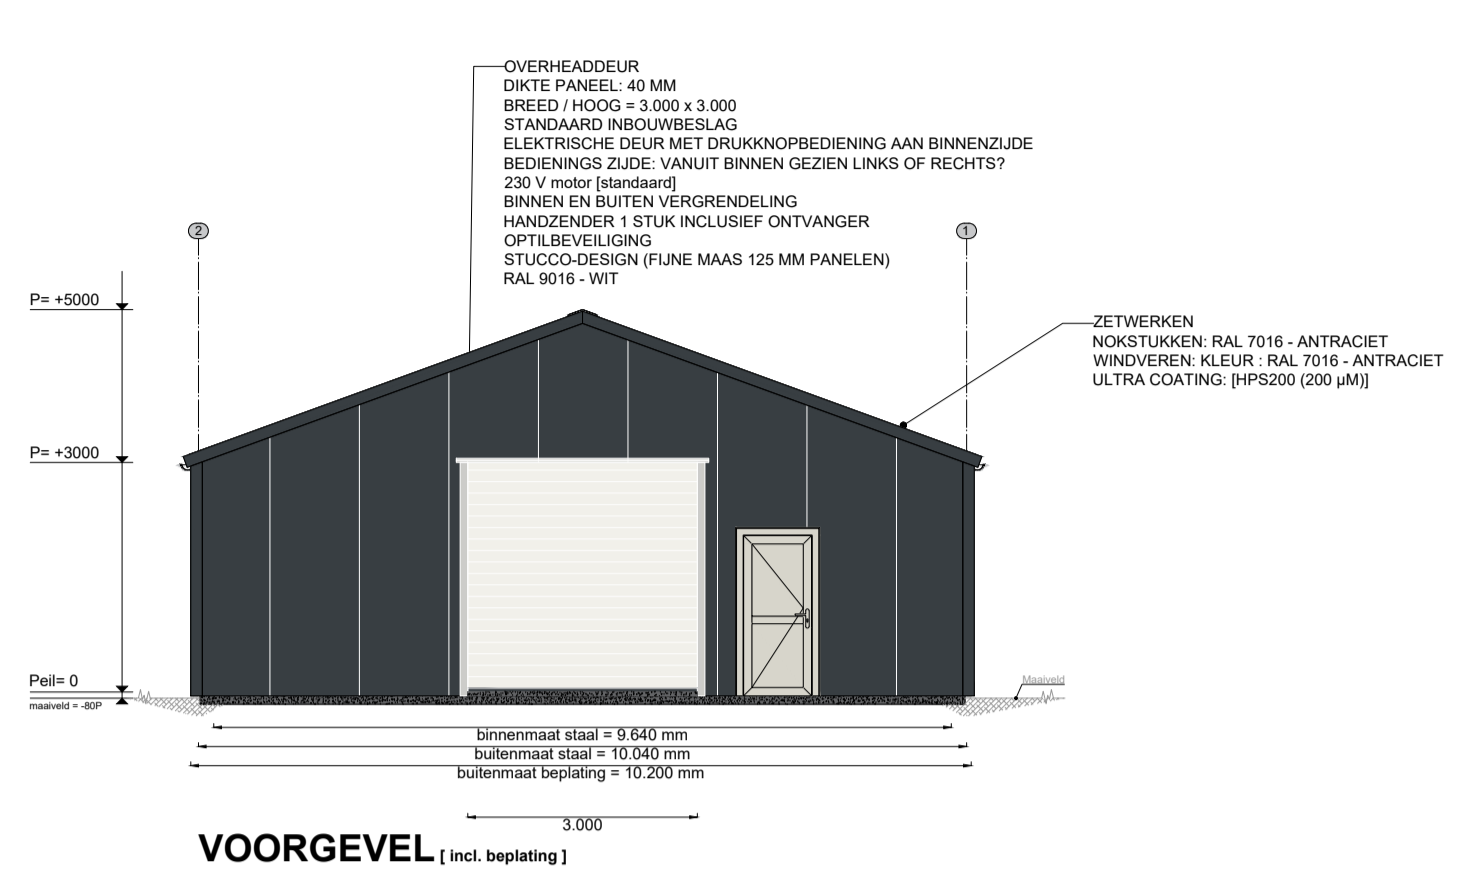 OVERHEADDEUR
DIKTE PANEEL: 40 MM
BREED / HOOG = 3.000 x 3.000
STANDAARD INBOUWBESLAG
ELEKTRISCHE DEUR MET DRUKKNOPBEDIENING AAN BINNENZIJDE
BEDIENINGS ZIJDE: VANUIT BINNEN GEZIEN LINKS OF RECHTS?
230 V motor [standaard]
BINNEN EN BUITEN VERGRENDELING
HANDZENDER 1 STUK INCLUSIEF ONTVANGER
OPTILBEVEILIGING
STUCCO-DESIGN (FIJNE MAAS 125 MM PANELEN)
RAL 9016 - WIT
2
1
P= +5000
ZETWERKEN
NOKSTUKKEN: RAL 7016 - ANTRACIET
WINDVEREN: KLEUR : RAL 7016 - ANTRACIET
ULTRA COATING: [HPS200 (200 µM)]
P= +3000
Peil= 0
maaiveld = -80P
Maaiveld
binnenmaat staal = 9.640 mm
buitenmaat staal = 10.040 mm
buitenmaat beplating = 10.200 mm
3.000
VOORGEVEL [ incl. beplating ]